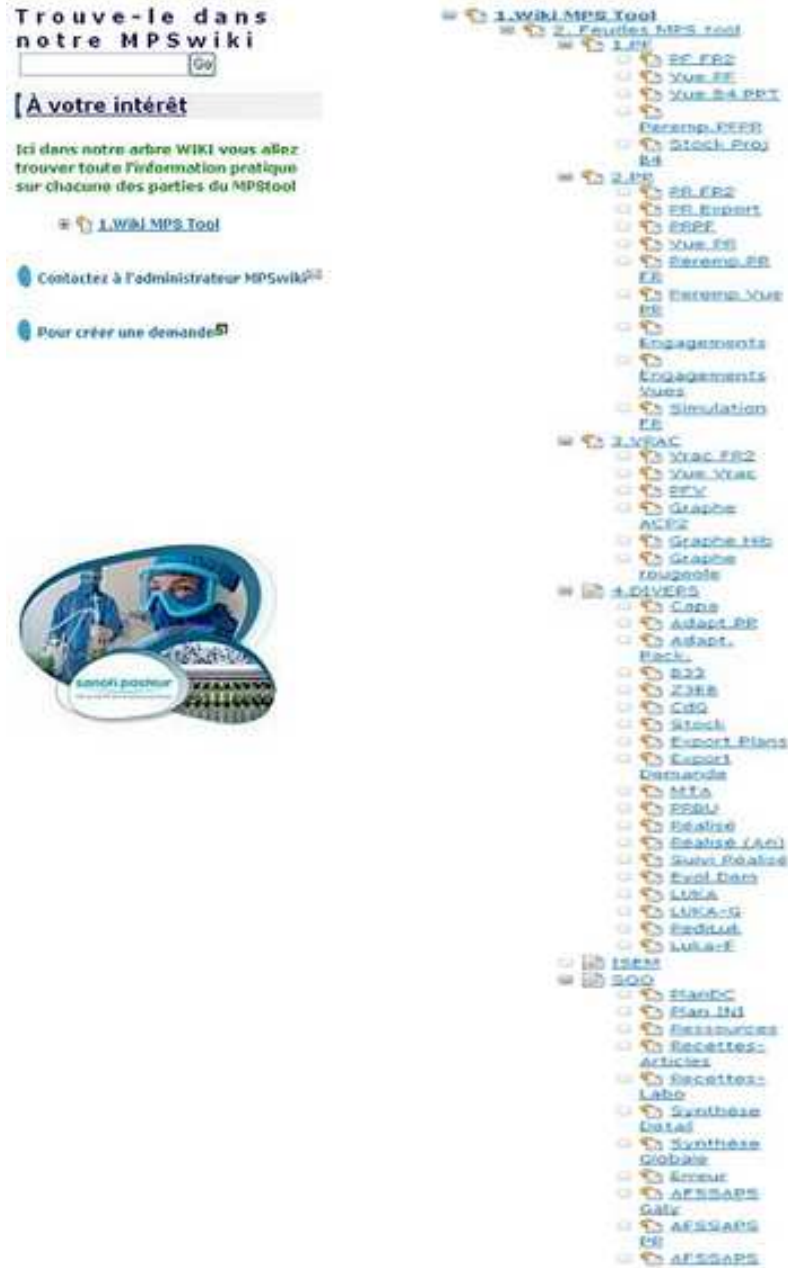 Trouve-le dans
notre MPSwiki
Go
À votre intérêt
Ici dans notre arbre WIKI vous allez
trouver toute l'information pratique
sur chacune des parties du MPStool
1.Wiki MPS Tool
Contactez à l'administrateur MPSwiki
Pour créer une demande
sanofi pasteur
1.Wiki MPS Tool
2. Feuilles MPS tool
1.PF
PF FR2
Vue PF
Vue B4 PPT
Peremp.PFPR
Stock Proj
B4
2.PR
PR FR2
PR Export
PRPF
Vue PR
Peremp.PR
FR
Peremp Vue
PR
Engagements
Engagements
Vues
Simulation
FR
3.VRAC
Vrac FR2
Vue Vrac
PFV
Graphe
ACP2
Graphe Hib
Graphe
rougeole
4.DIVERS
Capa
Adapt.PR
Adapt.
Pack.
B33
Z3EB
CdG
Stock
Export Plans
Export
Demande
MTA
PRBU
Réalisé
Réalisé (An)
Suivi Réalisé
Evol Dem
LUKA
LUKA-G
PediLuk
Luka-F
ISEM
SOO
PlanDC
Plan INI
Ressources
Recettes-
Articles
Recettes-
Labo
Synthèse
Détail
Synthèse
Globale
Erreur
AFSSAPS
Galy
AFSSAPS
PR
AFSSAPS